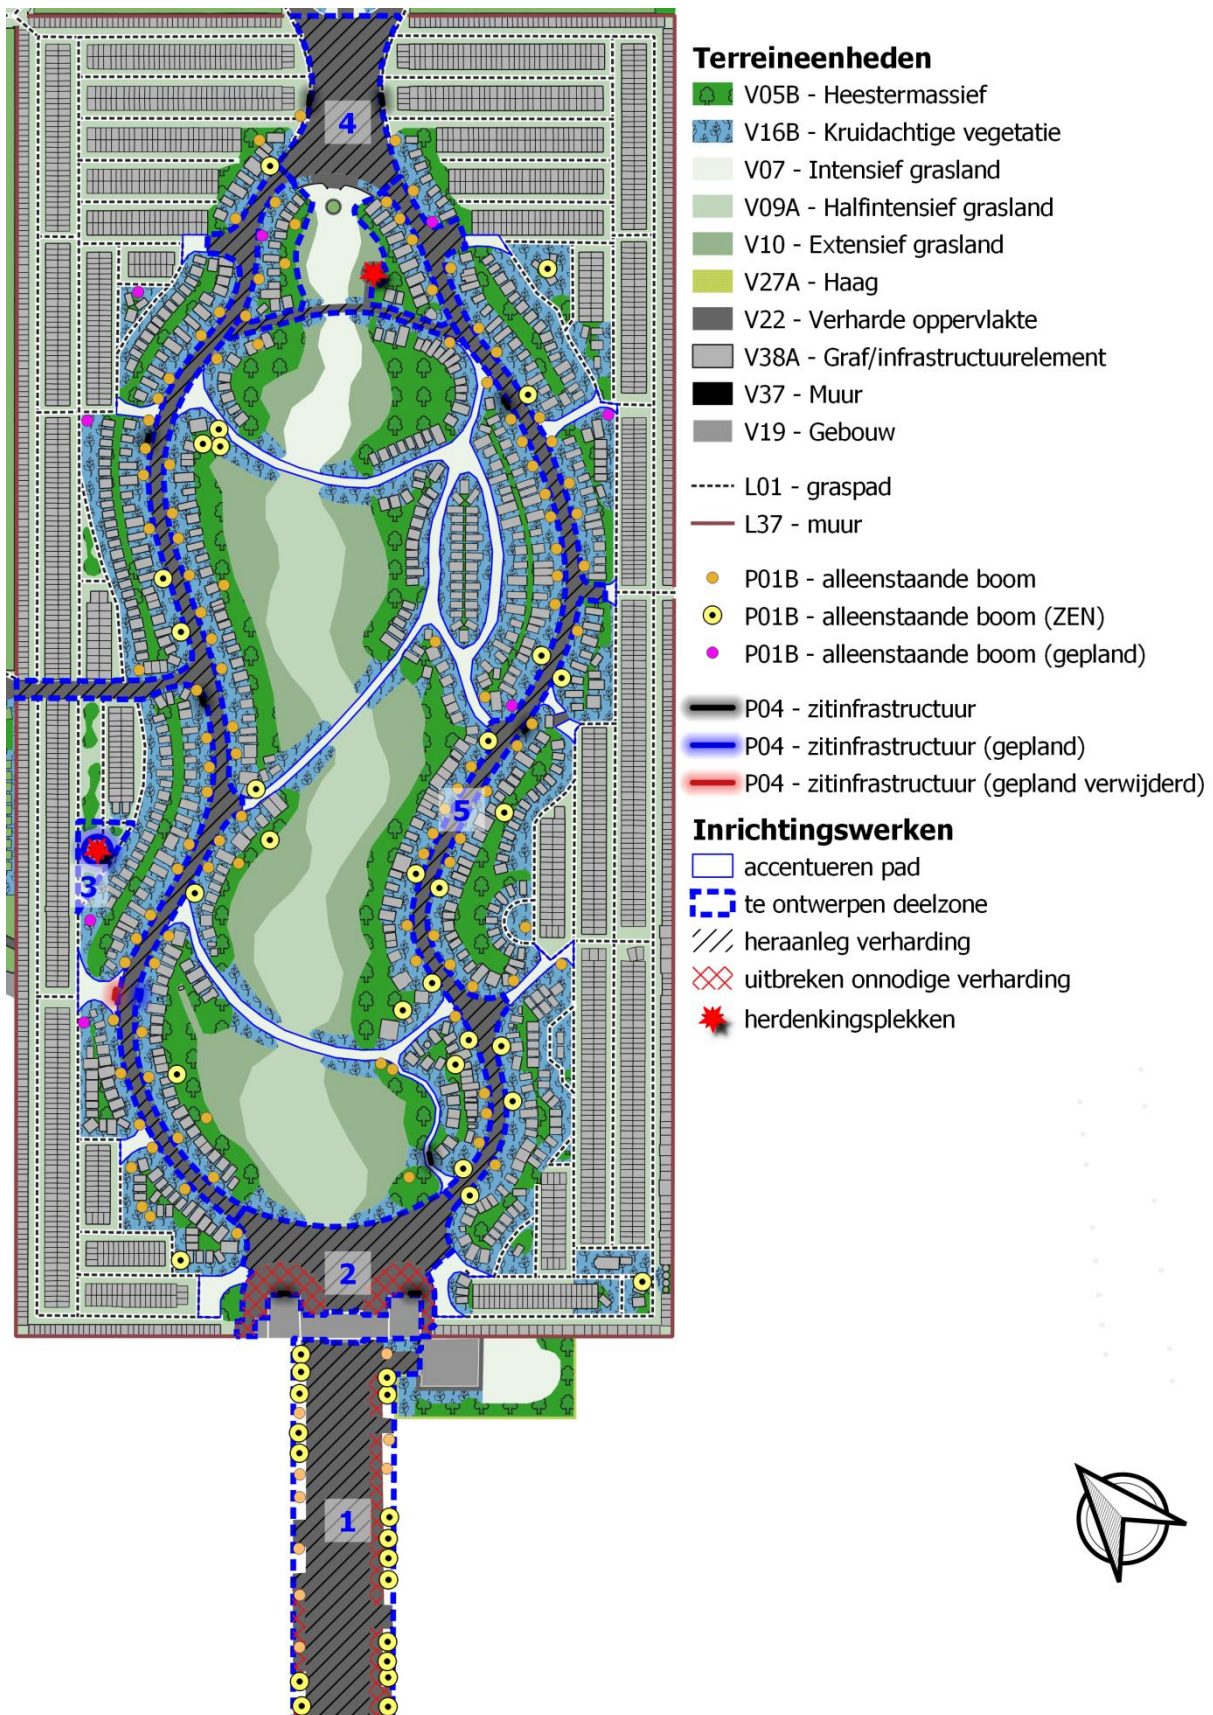 Terreineenheden
V05B - Heestermassief
V16B - Kruidachtige vegetatie
V07 - Intensief grasland
V09A - Halfintensief grasland
V10 - Extensief grasland
V27A - Haag
V22 - Verharde oppervlakte
V38A - Graf/infrastructuurelement
V37 - Muur
V19 - Gebouw
L01 - graspad
L37 - muur
P01B - alleenstaande boom
P01B - alleenstaande boom (ZEN)
P01B - alleenstaande boom (gepland)
P04 - zitinfrastructuur
P04 - zitinfrastructuur (gepland)
P04 - zitinfrastructuur (gepland verwijderd)
Inrichtingswerken
accentueren pad
te ontwerpen deelzone
heraanleg verharding
uitbreken onnodige verharding
herdenkingsplekken
4
5
3
2
1